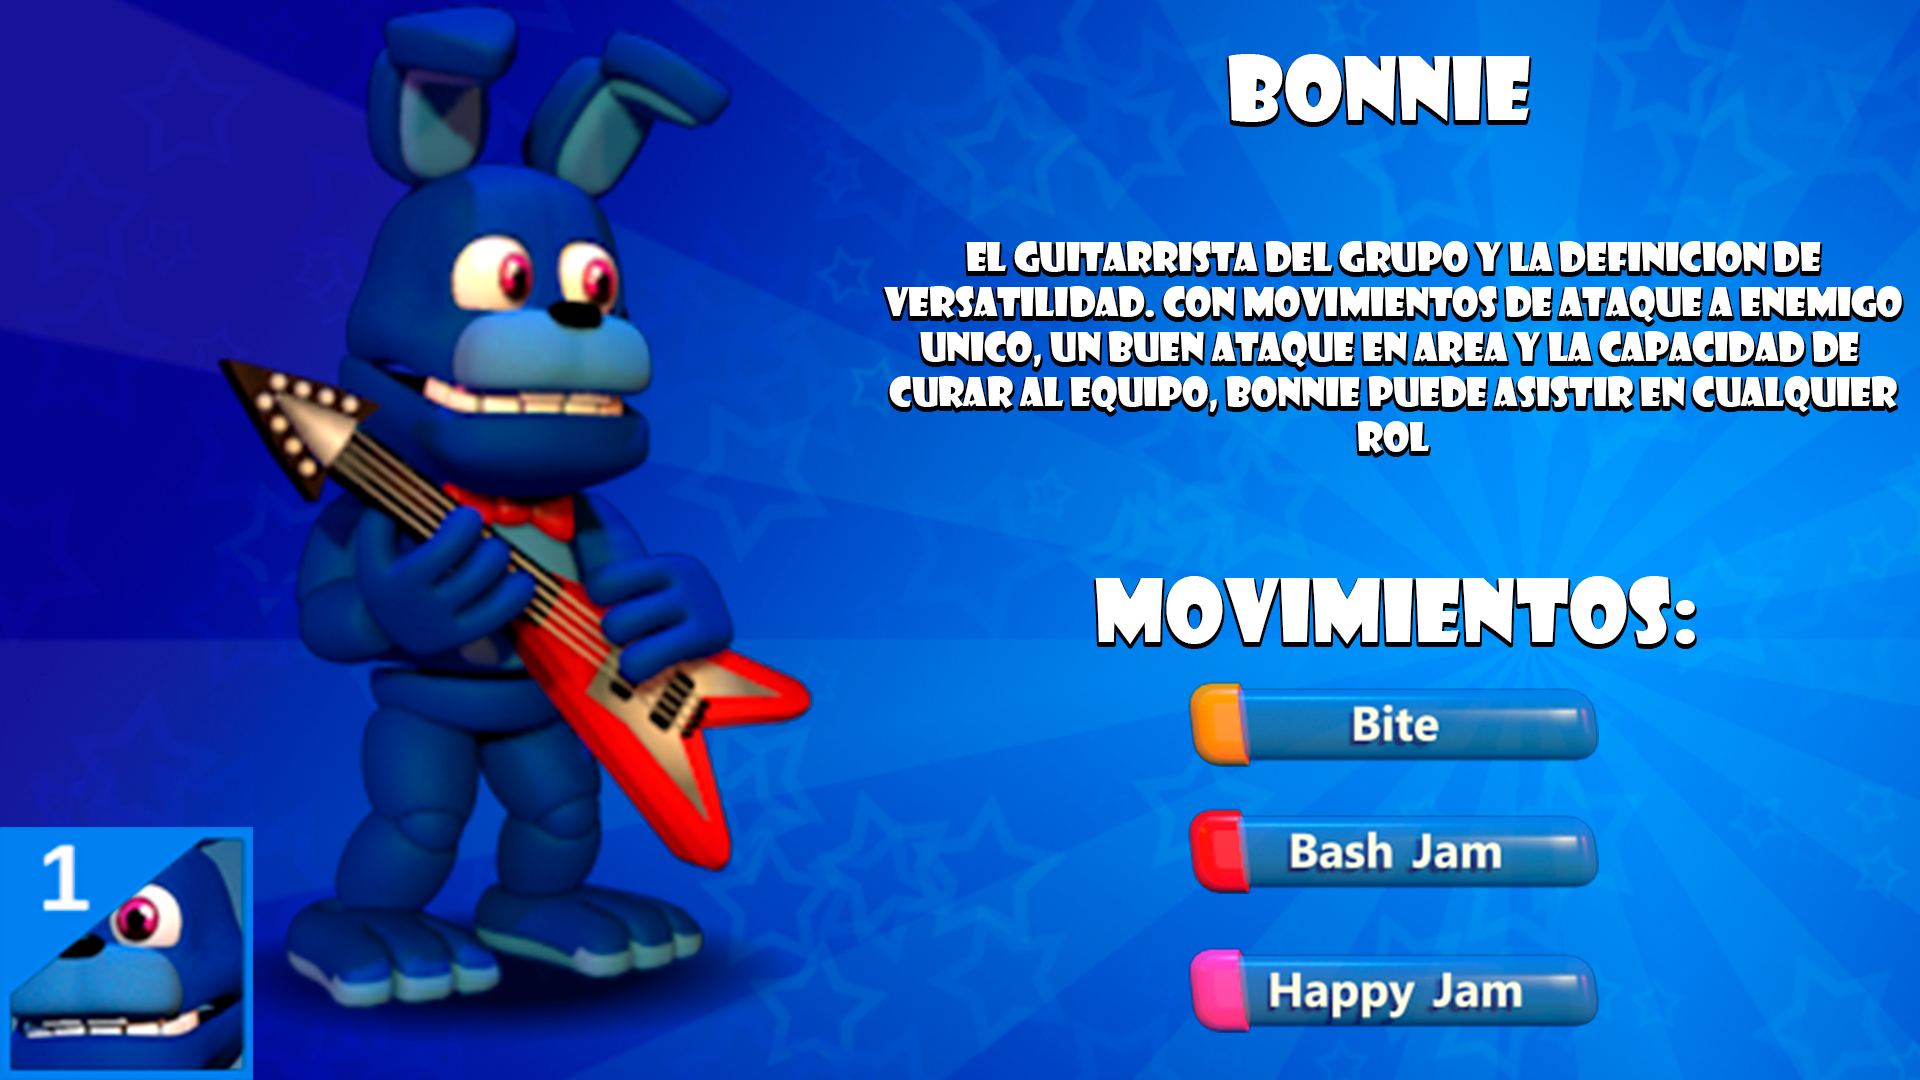 BONNIE
EL GUITARRISTA DEL GRUPO Y LA DEFINICION DE
VERSATILIDAD. CON MOVIMIENTOS DE ATAQUE A ENEMIGO
UNICO, UN BUEN ATAQUE EN AREA Y LA CAPACIDAD DE
CURAR AL EQUIPO, BONNIE PUEDE ASISTIR EN CUALQUIER
ROL
MOVIMIENTOS:
Bite
Bash Jam
Happy Jam
1